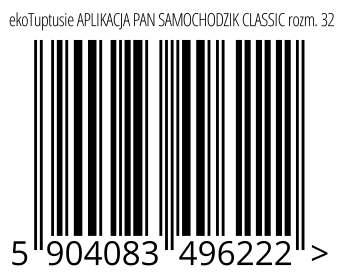 ekoTuptusie APLIKACJA PAN SAMOCHODZIK CLASSIC rozm. 32
5 904083 496222 >